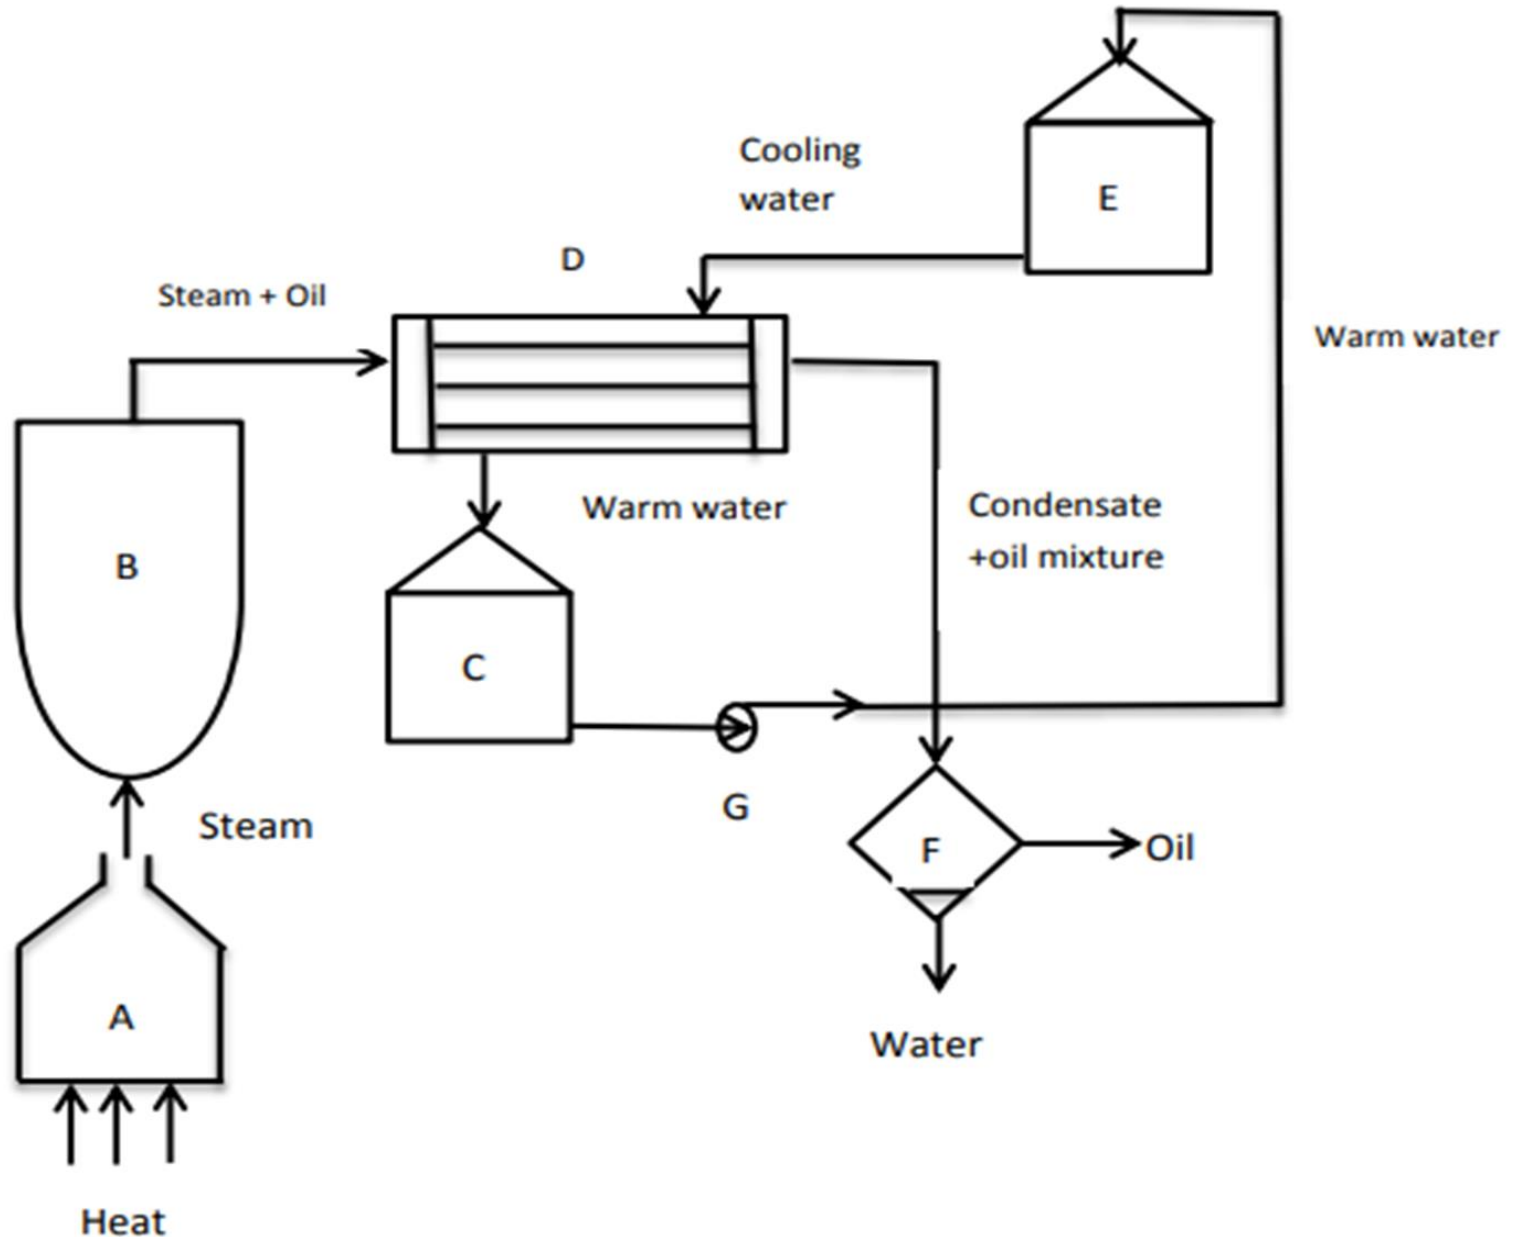 E
Cooling
water
D
Steam + Oil
Warm water
Warm water
Condensate
+oil mixture
B
C
G
Steam
F
Oil
A
Water
Heat